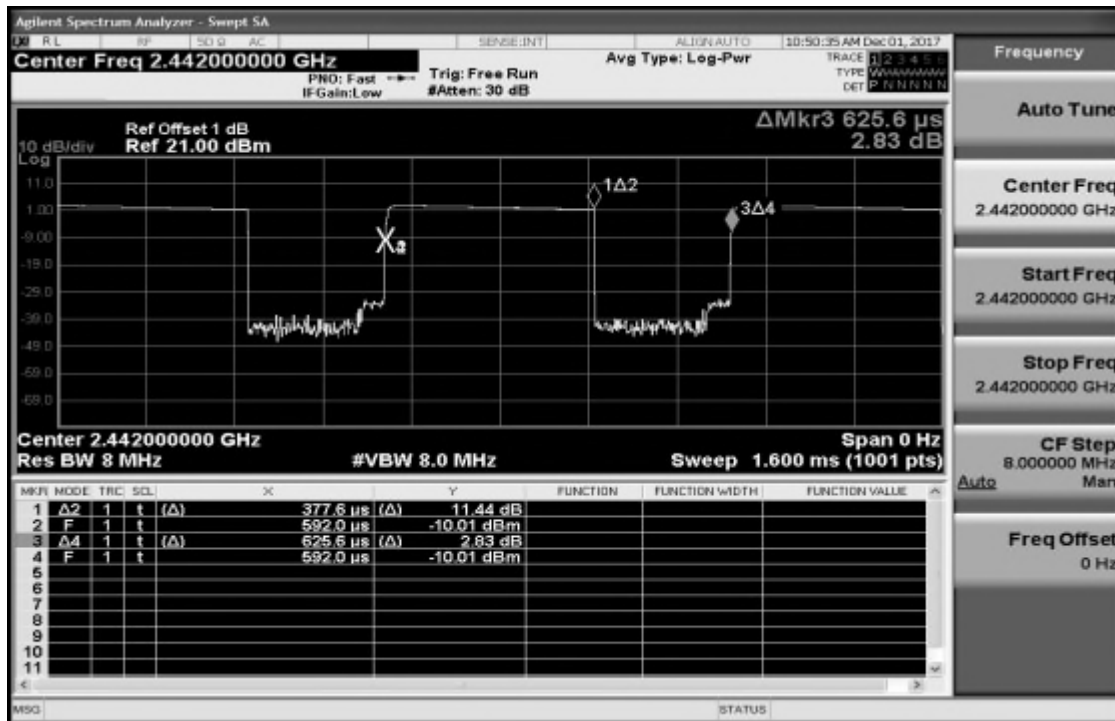 Agilent Spectrum Analyzer - Swept SA
RL RF 50 Ω AC SENSE:INT ALIGN AUTO 10:50:35 AM Dec 01, 2017
Center Freq 2.442000000 GHz
PNO: Fast
IFGain:Low
Trig: Free Run
#Atten: 30 dB
Avg Type: Log-Pwr
TRACE 1 2 3 4 5 6
TYPE
DET P N N N N N
Ref Offset 1 dB
Ref 21.00 dBm
ΔMkr3 625.6 µs
2.83 dB
10 dB/div
Log
11.0
1.00
-9.00
-19.0
-29.0
-39.0
-49.0
-59.0
-69.0
1Δ2
3Δ4
Center 2.442000000 GHz
Span 0 Hz
Res BW 8 MHz
#VBW 8.0 MHz
Sweep 1.600 ms (1001 pts)
MKR MODE TRC SCL X Y FUNCTION FUNCTION WIDTH FUNCTION VALUE
1 Δ2 1 t (Δ) 377.6 µs (Δ) 11.44 dB
2 F 1 t 592.0 µs -10.01 dBm
3 Δ4 1 t (Δ) 625.6 µs (Δ) 2.83 dB
4 F 1 t 592.0 µs -10.01 dBm
5
6
7
8
9
10
11
MSG
STATUS
Frequency
Auto Tune
Center Freq
2.442000000 GHz
Start Freq
2.442000000 GHz
Stop Freq
2.442000000 GHz
CF Step
8.000000 MHz
Auto Man
Freq Offset
0 Hz